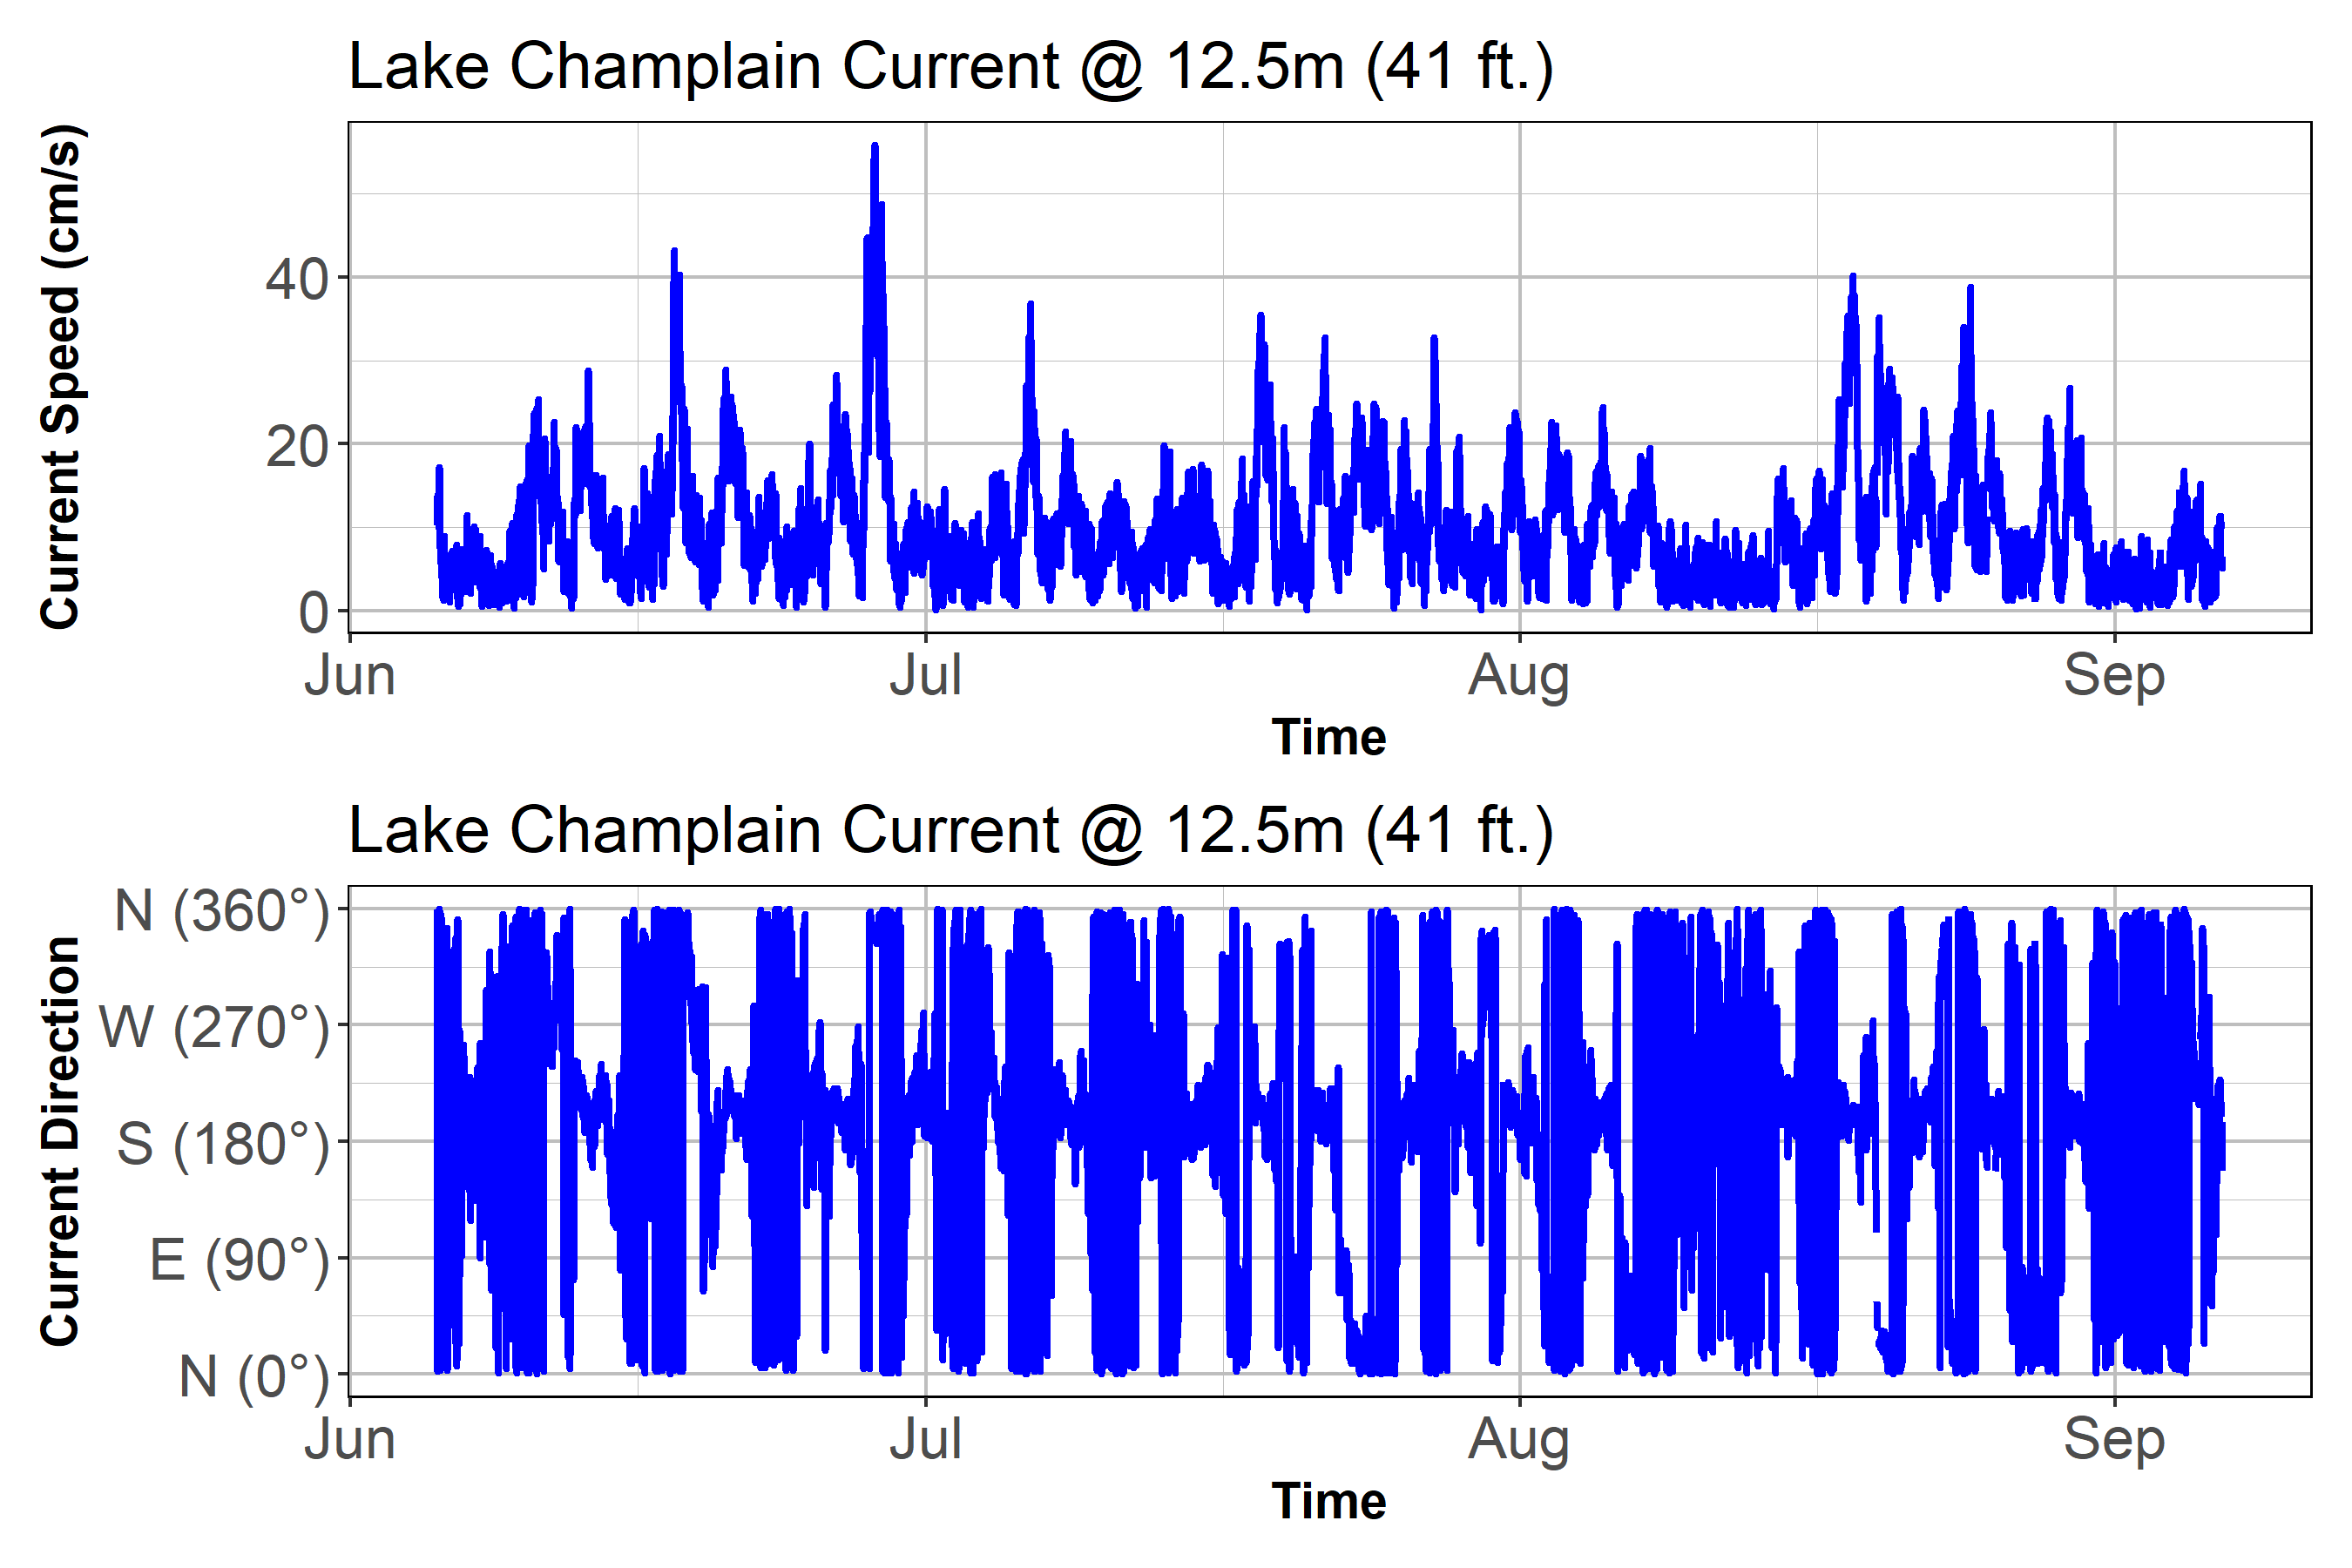 Lake Champlain Current @ 12.5m (41 ft.)
Current Speed (cm/s)
40
20
0
Jun Jul Aug Sep
Time
Lake Champlain Current @ 12.5m (41 ft.)
Current Direction
N (360°)
W (270°)
S (180°)
E (90°)
N (0°)
Jun Jul Aug Sep
Time